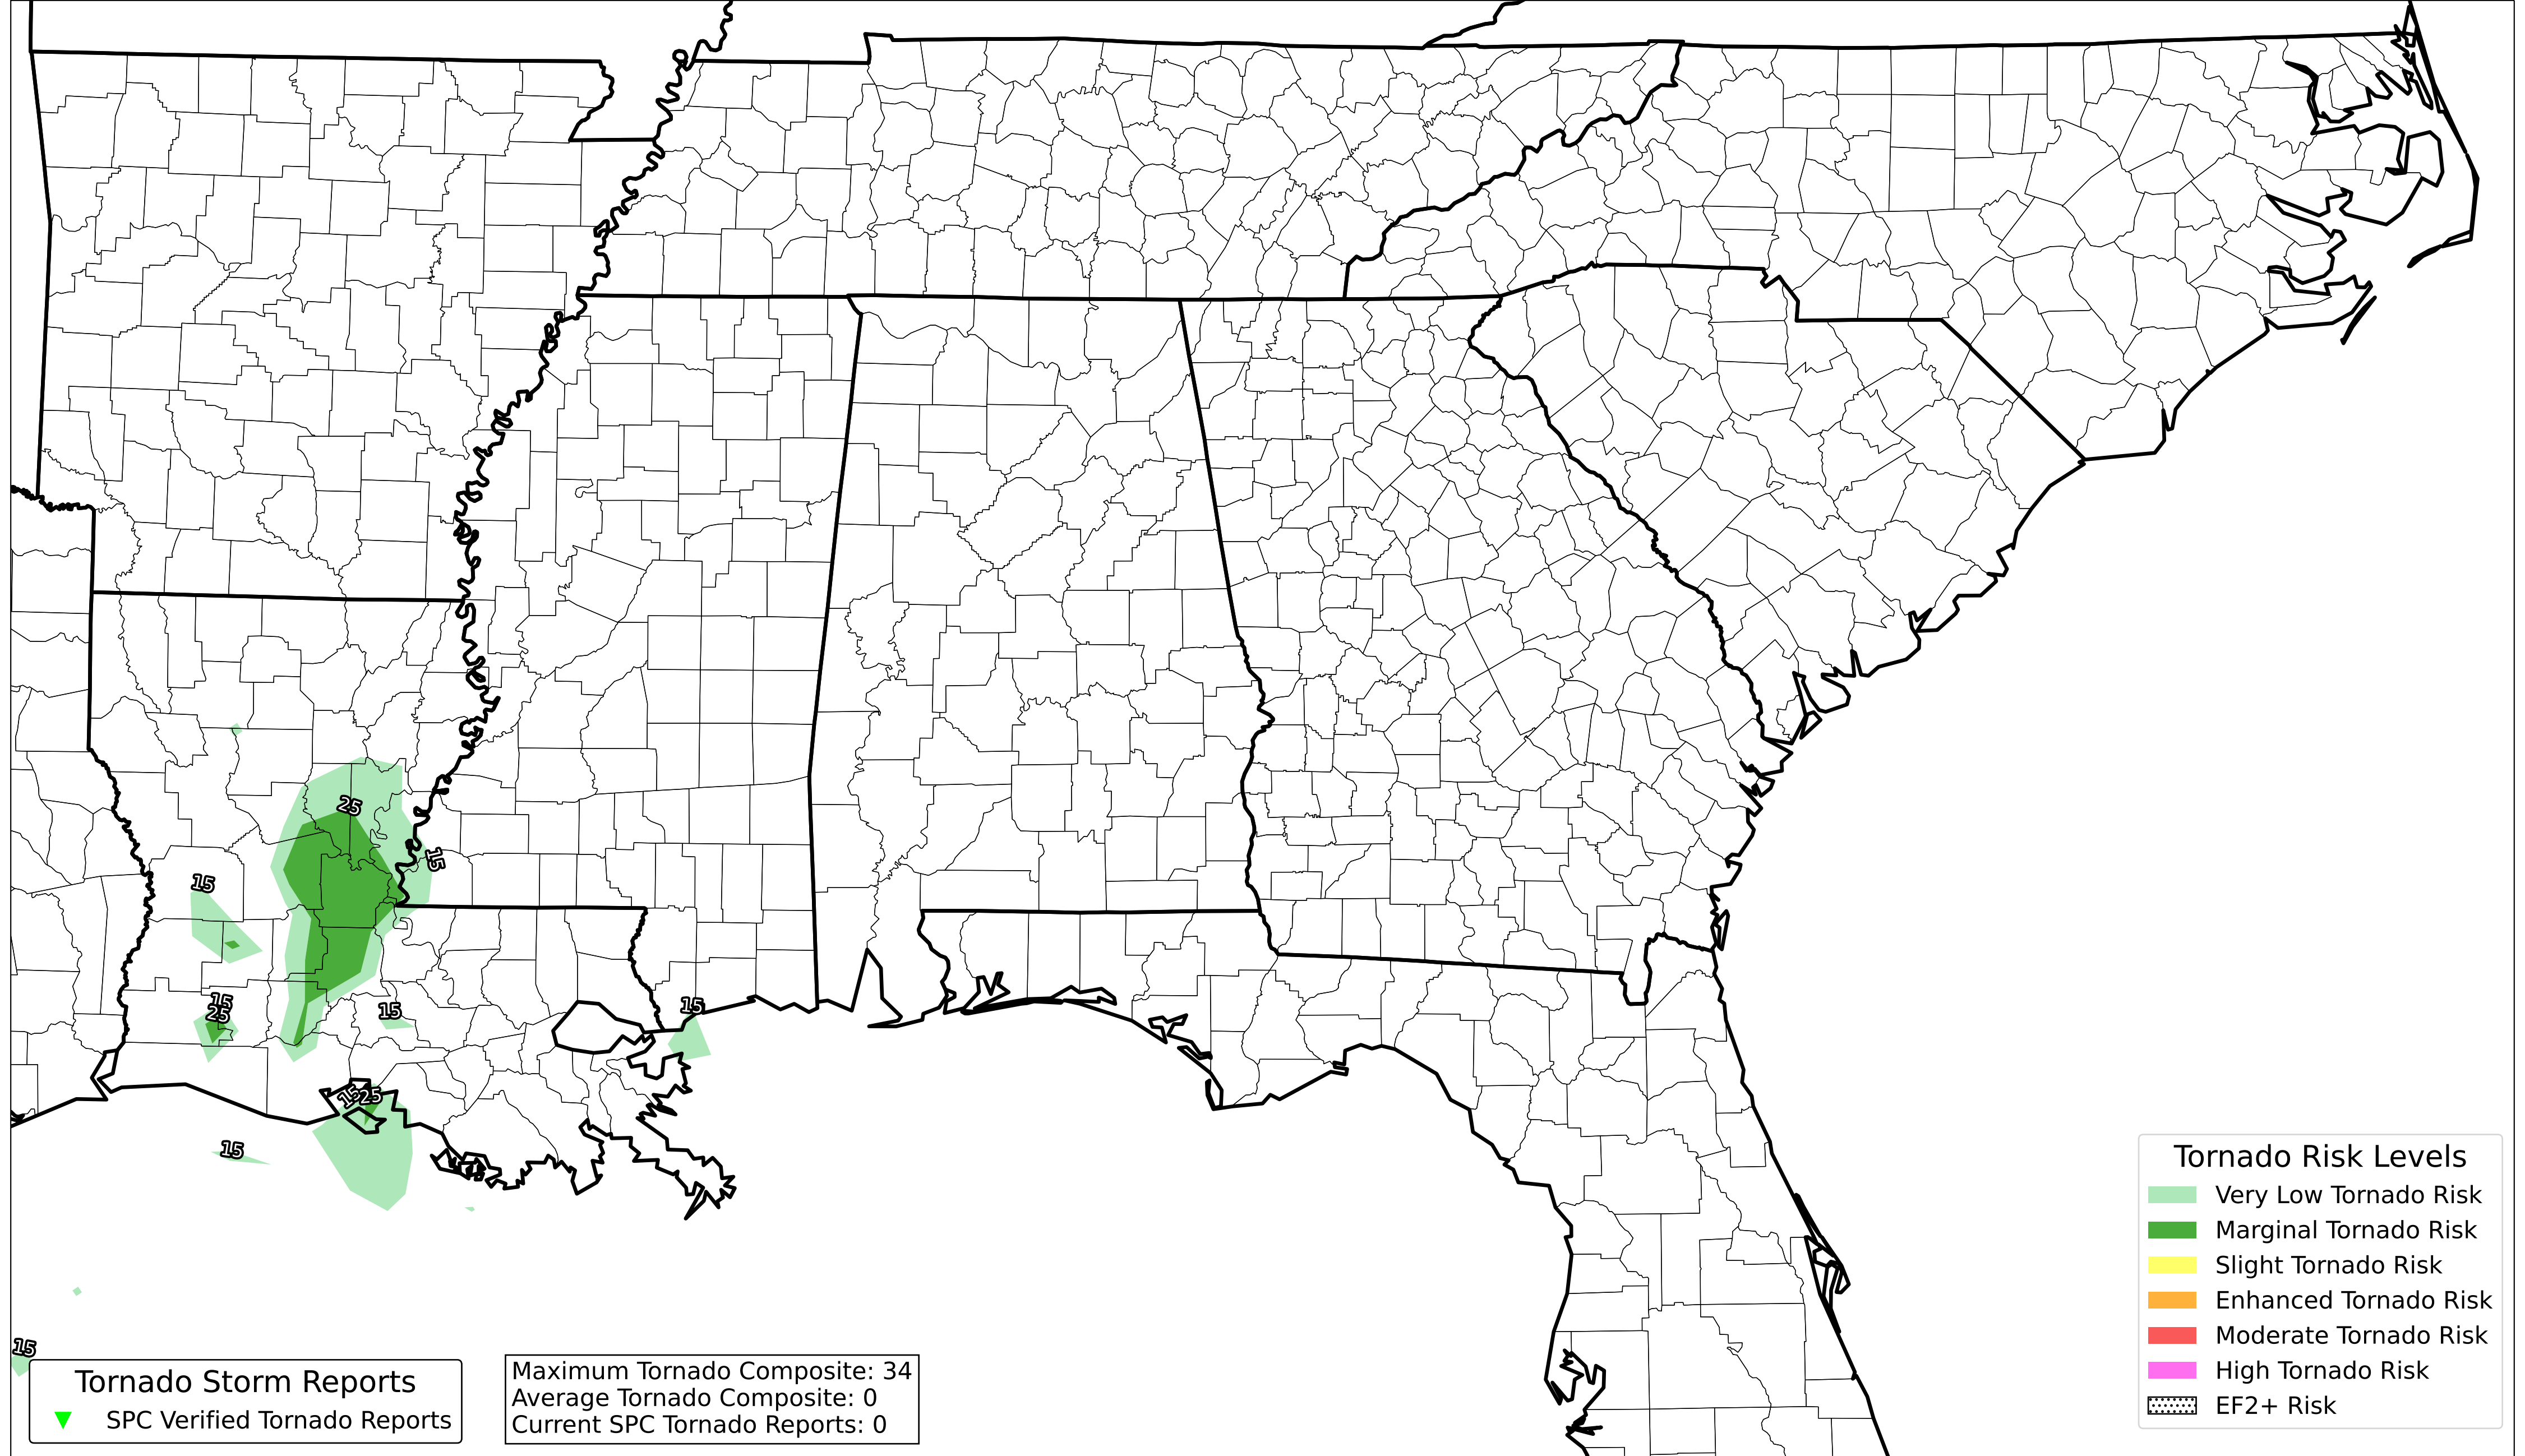 25
15
15
15
25
15
15
15
25
15
15
Tornado Storm Reports
SPC Verified Tornado Reports
Maximum Tornado Composite: 34
Average Tornado Composite: 0
Current SPC Tornado Reports: 0
Tornado Risk Levels
Very Low Tornado Risk
Marginal Tornado Risk
Slight Tornado Risk
Enhanced Tornado Risk
Moderate Tornado Risk
High Tornado Risk
EF2+ Risk